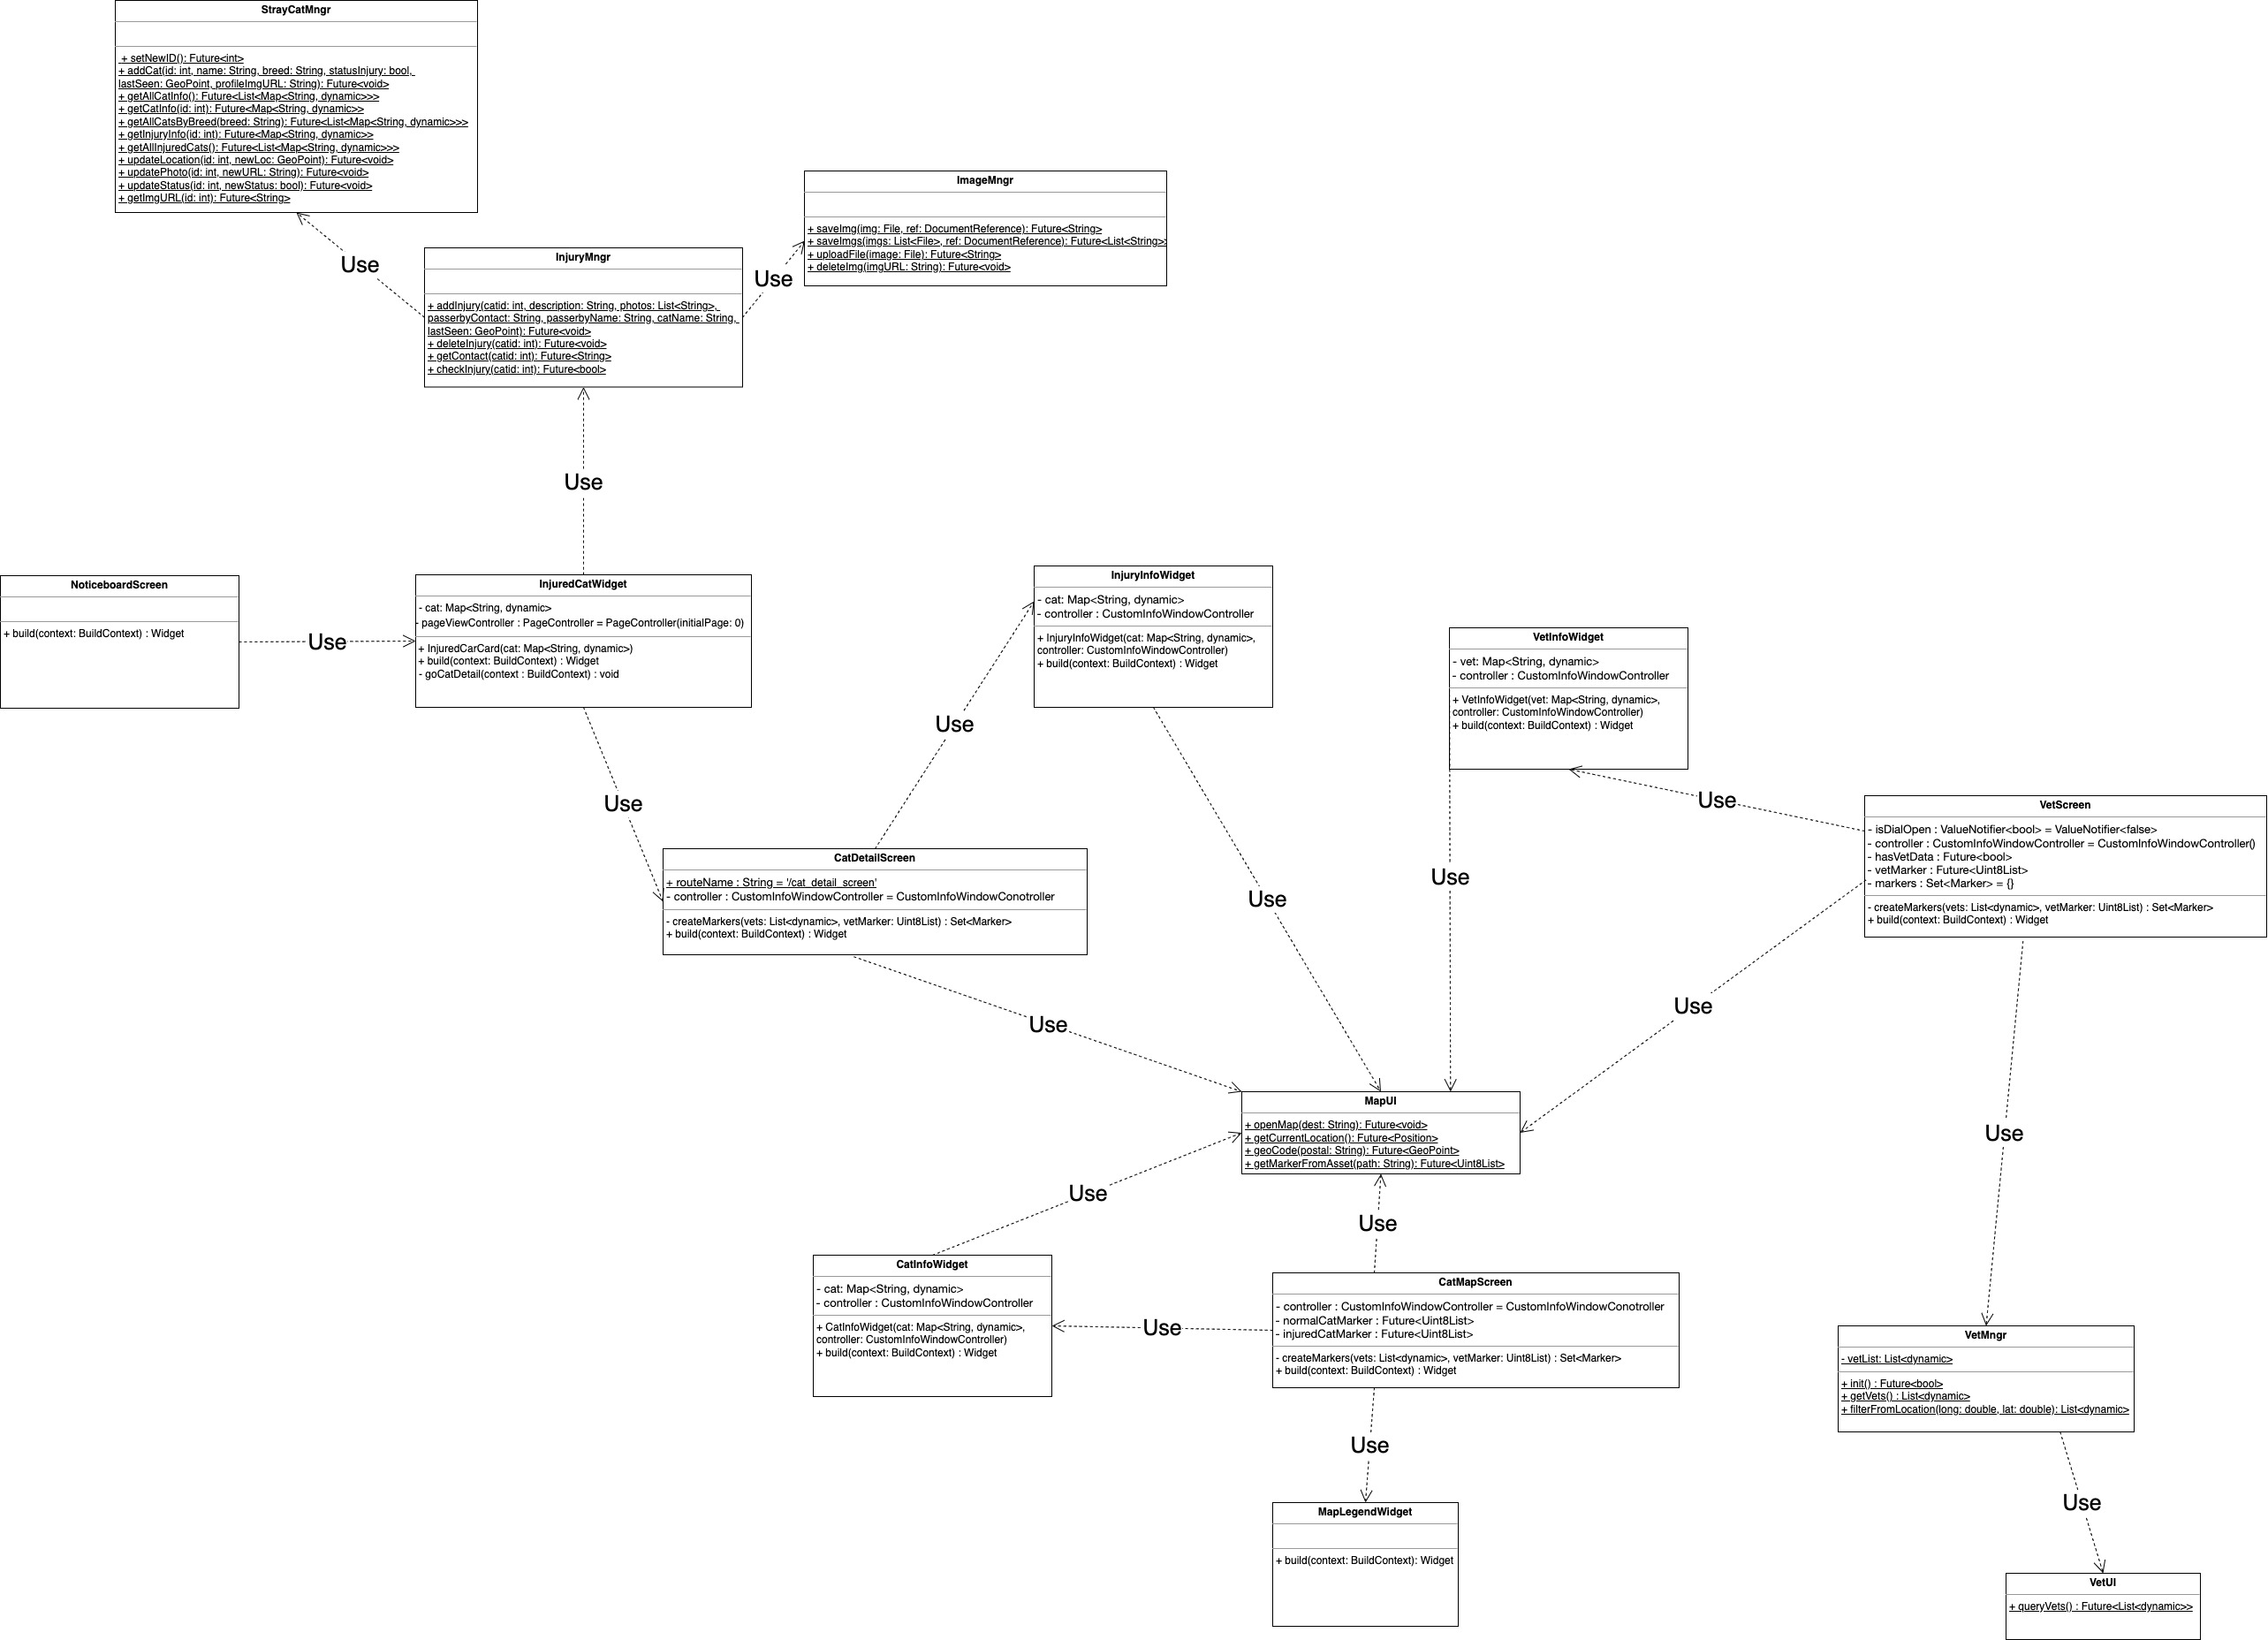 StrayCatMngr
+ setNewID(): Future<int>
+ addCat(id: int, name: String, breed: String, statusInjury: bool,
lastSeen: GeoPoint, profileImgURL: String): Future<void>
+ getAllCatInfo(): Future<List<Map<String, dynamic>>>
+ getCatInfo(id: int): Future<Map<String, dynamic>>
+ getAllCatsByBreed(breed: String): Future<List<Map<String, dynamic>>>
+ getInjuryInfo(id: int): Future<Map<String, dynamic>>
+ getAllInjuredCats(): Future<List<Map<String, dynamic>>>
+ updateLocation(id: int, newLoc: GeoPoint): Future<void>
+ updatePhoto(id: int, newURL: String): Future<void>
+ updateStatus(id: int, newStatus: bool): Future<void>
+ getImgURL(id: int): Future<String>
ImageMngr
+ saveImg(img: File, ref: DocumentReference): Future<String>
+ saveImgs(imgs: List<File>, ref: DocumentReference): Future<List<String>>
+ uploadFile(image: File): Future<String>
+ deleteImg(imgURL: String): Future<void>
Use
Use
InjuryMngr
+ addInjury(catid: int, description: String, photos: List<String>,
passerbyContact: String, passerbyName: String, catName: String,
lastSeen: GeoPoint): Future<void>
+ deleteInjury(catid: int): Future<void>
+ getContact(catid: int): Future<String>
+ checkInjury(catid: int): Future<bool>
Use
NoticeboardScreen
+ build(context: BuildContext) : Widget
Use
InjuredCatWidget
- cat: Map<String, dynamic>
- pageViewController : PageController = PageController(initialPage: 0)
+ InjuredCarCard(cat: Map<String, dynamic>)
+ build(context: BuildContext) : Widget
- goCatDetail(context : BuildContext) : void
InjuryInfoWidget
- cat: Map<String, dynamic>
- controller : CustomInfoWindowController
+ InjuryInfoWidget(cat: Map<String, dynamic>,
controller: CustomInfoWindowController)
+ build(context: BuildContext) : Widget
VetInfoWidget
- vet: Map<String, dynamic>
- controller : CustomInfoWindowController
+ VetInfoWidget(vet: Map<String, dynamic>,
controller: CustomInfoWindowController)
+ build(context: BuildContext) : Widget
Use
Use
Use
VetScreen
- isDialOpen : ValueNotifier<bool> = ValueNotifier<false>
- controller : CustomInfoWindowController = CustomInfoWindowController()
- hasVetData : Future<bool>
- vetMarker : Future<Uint8List>
- markers : Set<Marker> = {}
- createMarkers(vets: List<dynamic>, vetMarker: Uint8List) : Set<Marker>
+ build(context: BuildContext) : Widget
CatDetailScreen
+ routeName : String = '/cat_detail_screen'
- controller : CustomInfoWindowController = CustomInfoWindowConotroller
- createMarkers(vets: List<dynamic>, vetMarker: Uint8List) : Set<Marker>
+ build(context: BuildContext) : Widget
Use
Use
Use
Use
Use
MapUI
+ openMap(dest: String): Future<void>
+ getCurrentLocation(): Future<Position>
+ geoCode(postal: String): Future<GeoPoint>
+ getMarkerFromAsset(path: String): Future<Uint8List>
Use
Use
CatInfoWidget
- cat: Map<String, dynamic>
- controller : CustomInfoWindowController
+ CatInfoWidget(cat: Map<String, dynamic>,
controller: CustomInfoWindowController)
+ build(context: BuildContext) : Widget
Use
CatMapScreen
- controller : CustomInfoWindowController = CustomInfoWindowConotroller
- normalCatMarker : Future<Uint8List>
- injuredCatMarker : Future<Uint8List>
- createMarkers(vets: List<dynamic>, vetMarker: Uint8List) : Set<Marker>
+ build(context: BuildContext) : Widget
VetMngr
- vetList: List<dynamic>
+ init() : Future<bool>
+ getVets() : List<dynamic>
+ filterFromLocation(long: double, lat: double): List<dynamic>
Use
Use
MapLegendWidget
+ build(context: BuildContext): Widget
VetUI
+ queryVets() : Future<List<dynamic>>